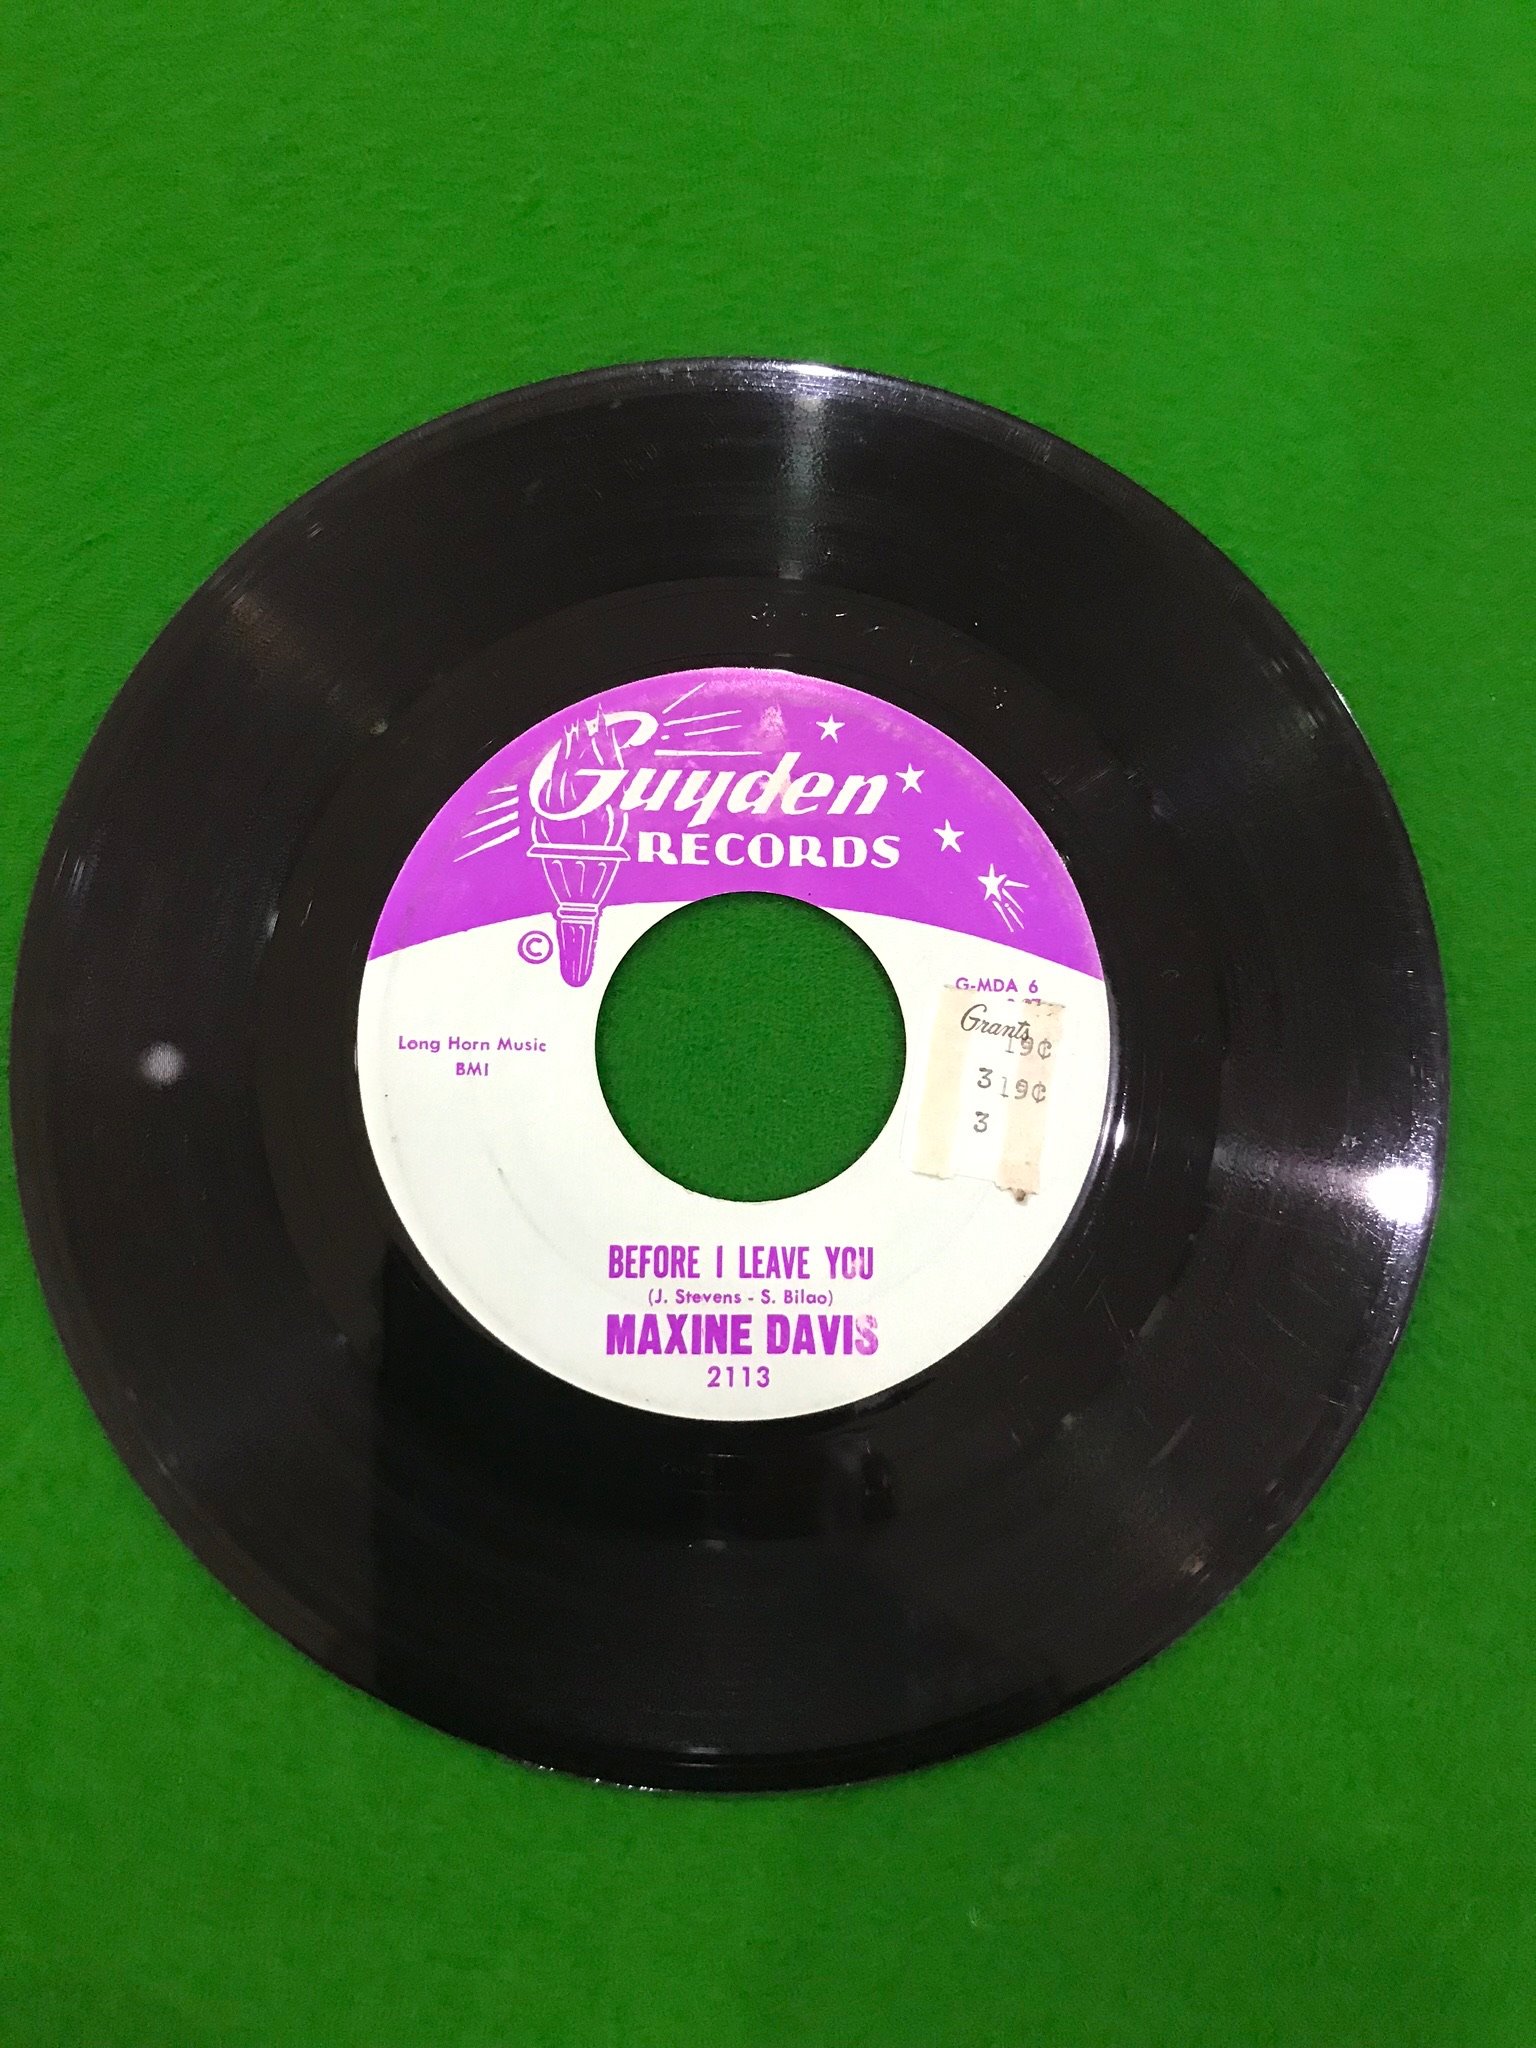 Guyden
RECORDS
©
G-MDA 6
Long Horn Music
BMI
Grants
19¢
3 19¢
3
BEFORE I LEAVE YOU
(J. Stevens - S. Bilao)
MAXINE DAVIS
2113